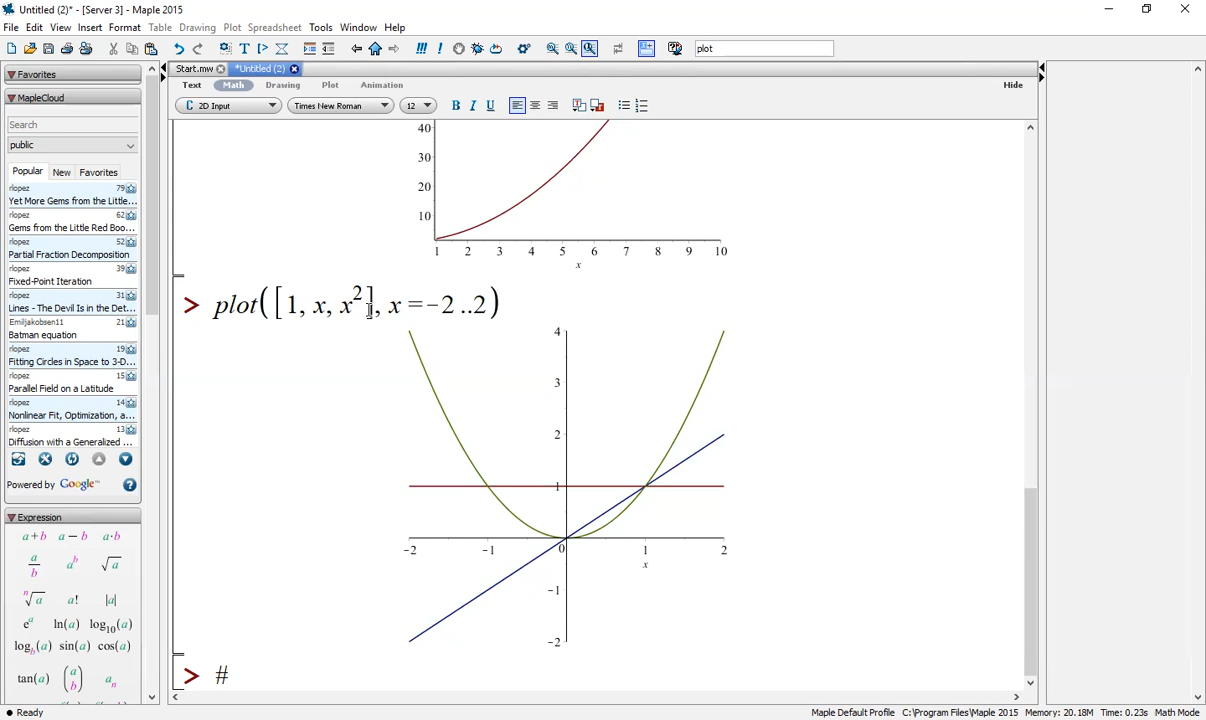 Untitled (2)* - [Server 3] - Maple 2015
File Edit View Insert Format Table Drawing Plot Spreadsheet Tools Window Help
plot
Favorites
MapleCloud
Search
public
Popular New Favorites
rlopez 79
Yet More Gems from the Little...
rlopez 62
Gems from the Little Red Boo...
rlopez 52
Partial Fraction Decomposition
rlopez 39
Fixed-Point Iteration
rlopez 31
Lines - The Devil Is in the Det...
Emiljakobsen11 21
Batman equation
rlopez 19
Fitting Circles in Space to 3-D...
rlopez 15
Parallel Field on a Latitude
rlopez 14
Nonlinear Fit, Optimization, a...
rlopez 13
Diffusion with a Generalized ...
Powered by Google™
Expression
a+b a−b a·b
a/b a^b √a
n√a a! |a|
e^a ln(a) log₁₀(a)
log_b(a) sin(a) cos(a)
tan(a) (a b) a_n
Start.mw *Untitled (2)
Text Math Drawing Plot Animation Hide
C 2D Input Times New Roman 12 B I U
40
30
20
10
1 2 3 4 5 6 7 8 9 10
x
> plot([1, x, x²], x = −2 ..2)
4
3
2
1
−2 −1 0 1 2
x
−1
−2
> #
Ready
Maple Default Profile C:\Program Files\Maple 2015 Memory: 20.18M Time: 0.23s Math Mode